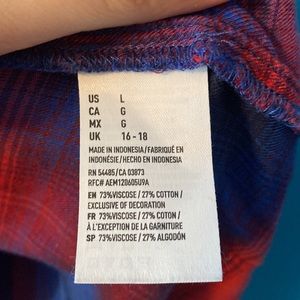 US L
CA G
MX G
UK 16 - 18
MADE IN INDONESIA/FABRIQUÉ EN
INDONÉSIE/HECHO EN INDONESIA
RN 54485/CA 03873
RFC# AEM128605U9A
EN 73%VISCOSE / 27% COTTON /
EXCLUSIVE OF DECORATION
FR 73%VISCOSE / 27% COTON /
À L'EXCEPTION DE LA GARNITURE
SP 73%VISCOSE / 27% ALGODÓN